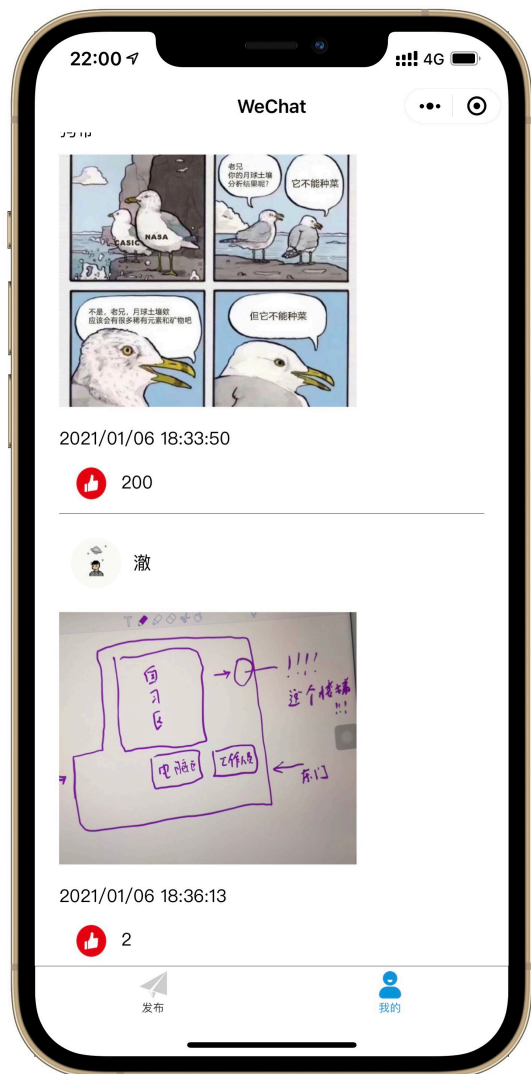 22:00
4G
WeChat
CASIC
NASA
老兄
你的月球土壤
分析结果呢?
它不能种菜
不是,老兄,月球土壤欸
应该会有很多稀有元素和矿物吧
但它不能种菜
2021/01/06 18:33:50
200
澈
T
自
习
区
!!!!
这个楼梯
!!!
电脑区
工作人员
东门
2021/01/06 18:36:13
2
发布
我的